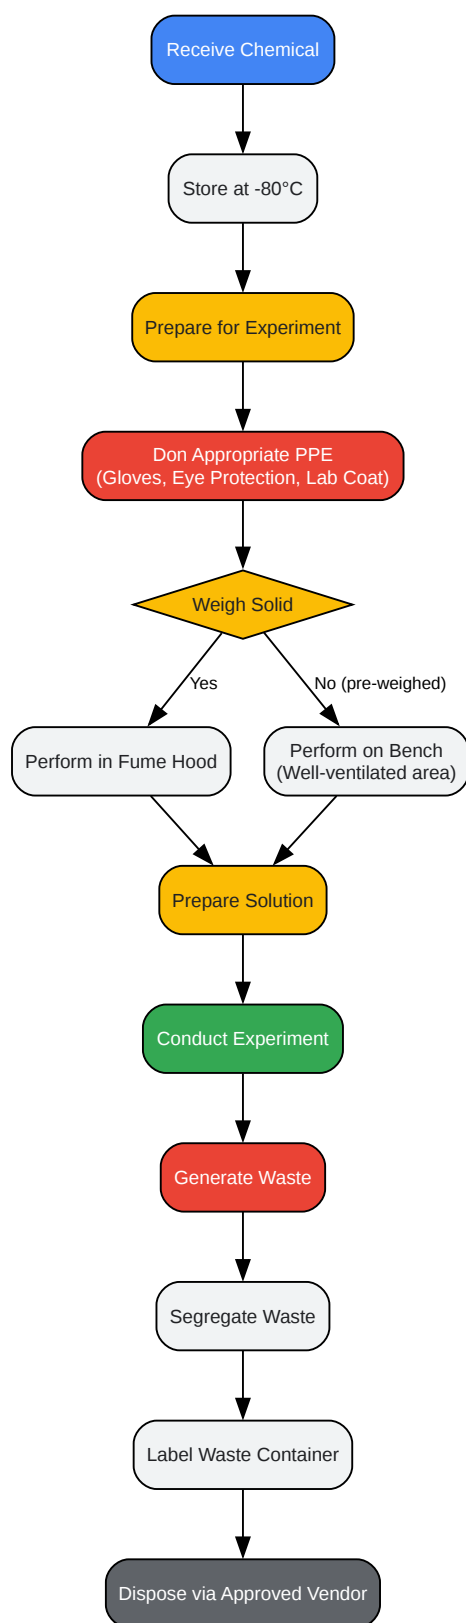 Receive Chemical
Store at -80°C
Prepare for Experiment
Don Appropriate PPE
(Gloves, Eye Protection, Lab Coat)
Weigh Solid
Yes
No (pre-weighed)
Perform in Fume Hood
Perform on Bench
(Well-ventilated area)
Prepare Solution
Conduct Experiment
Generate Waste
Segregate Waste
Label Waste Container
Dispose via Approved Vendor